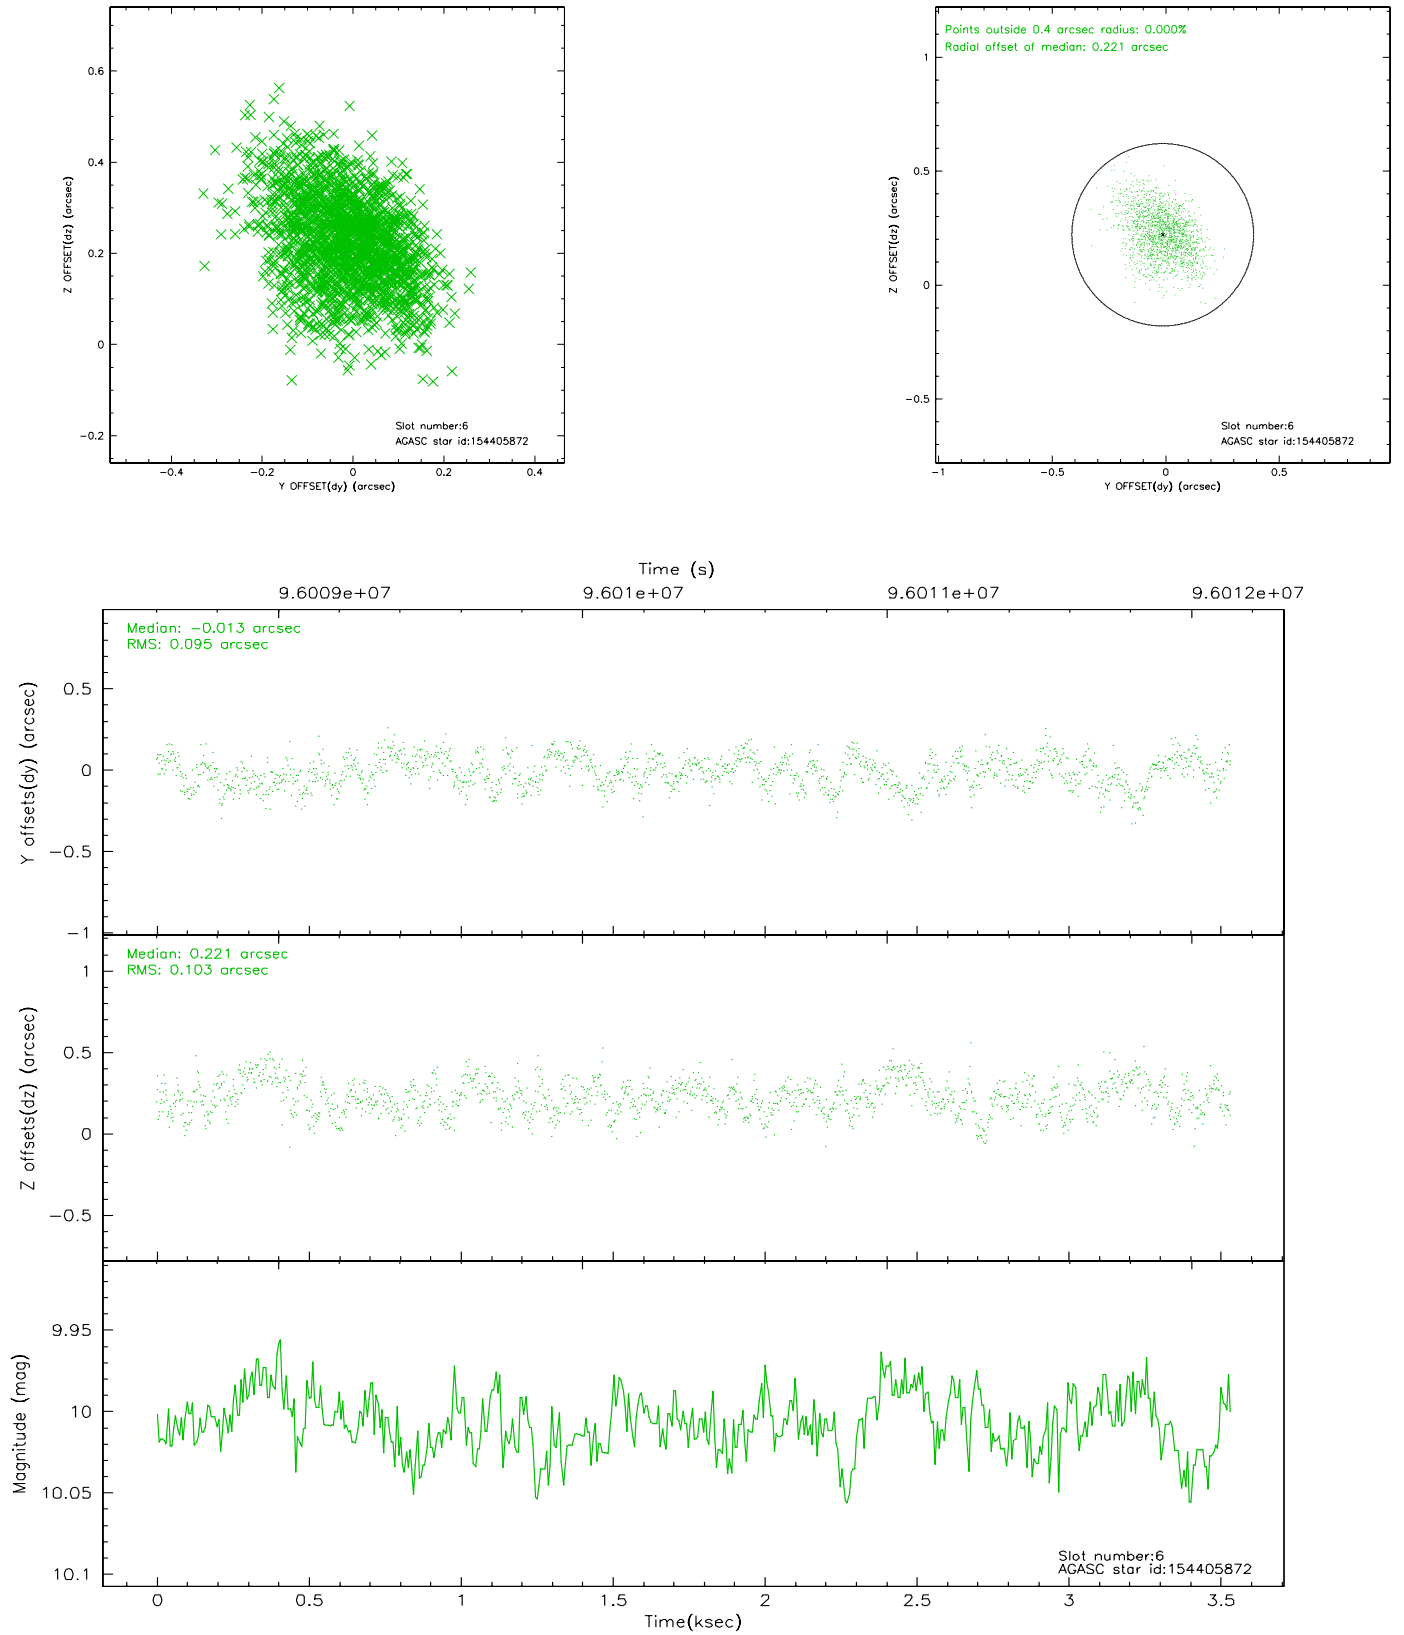 0.6
0.4
0.2
0
−0.2
Z OFFSET(dz) (arcsec)
Slot number:6
AGASC star id:154405872
−0.4 −0.2 0 0.2 0.4
Y OFFSET(dy) (arcsec)
Points outside 0.4 arcsec radius: 0.000%
Radial offset of median: 0.221 arcsec
1
0.5
0
−0.5
Z OFFSET(dz) (arcsec)
Slot number:6
AGASC star id:154405872
−1 −0.5 0 0.5
Y OFFSET(dy) (arcsec)
Time (s)
9.6009e+07 9.601e+07 9.6011e+07 9.6012e+07
Median: −0.013 arcsec
RMS: 0.095 arcsec
0.5
0
−0.5
−1
Y offsets(dy) (arcsec)
Median: 0.221 arcsec
RMS: 0.103 arcsec
1
0.5
0
−0.5
Z offsets(dz) (arcsec)
9.95
10
10.05
10.1
Magnitude (mag)
Slot number:6
AGASC star id:154405872
0 0.5 1 1.5 2 2.5 3 3.5
Time(ksec)